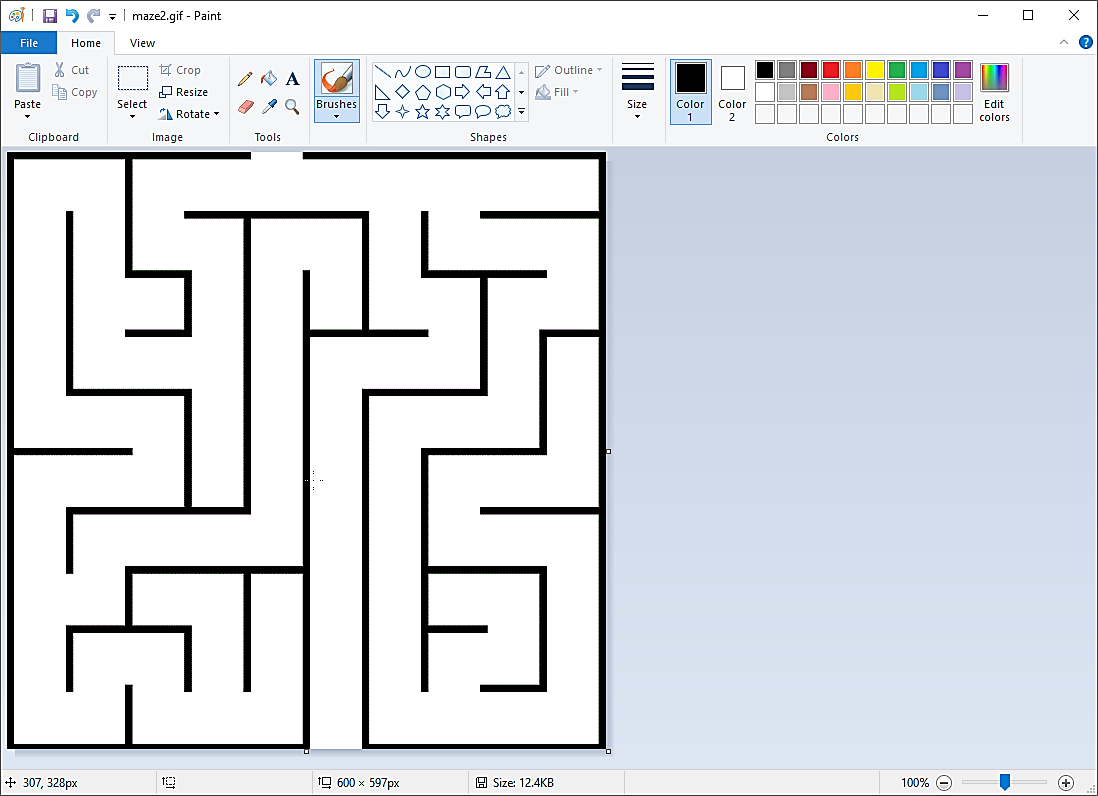 maze2.gif - Paint
File Home View
Paste
Cut
Copy
Clipboard
Select
Crop
Resize
Rotate
Image
A
Tools
Brushes
Outline
Fill
Shapes
Size
Color 1
Color 2
Edit colors
Colors
307, 328px
600 × 597px
Size: 12.4KB
100%